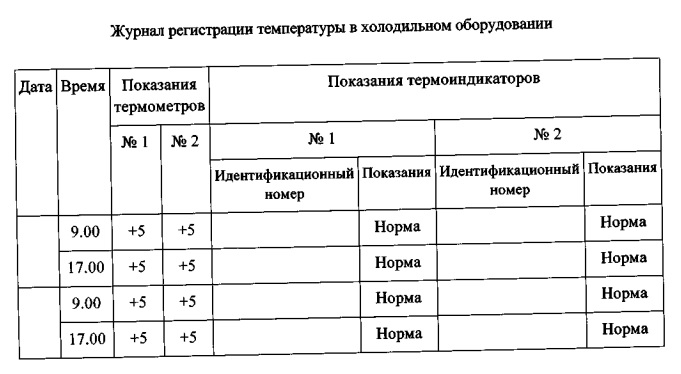 Журнал регистрации температуры в холодильном оборудовании
Дата Время Показания термометров Показания термоиндикаторов
№ 1 № 2 № 1 № 2
Идентификационный номер Показания Идентификационный номер Показания
9.00 +5 +5 Норма Норма
17.00 +5 +5 Норма Норма
9.00 +5 +5 Норма Норма
17.00 +5 +5 Норма Норма